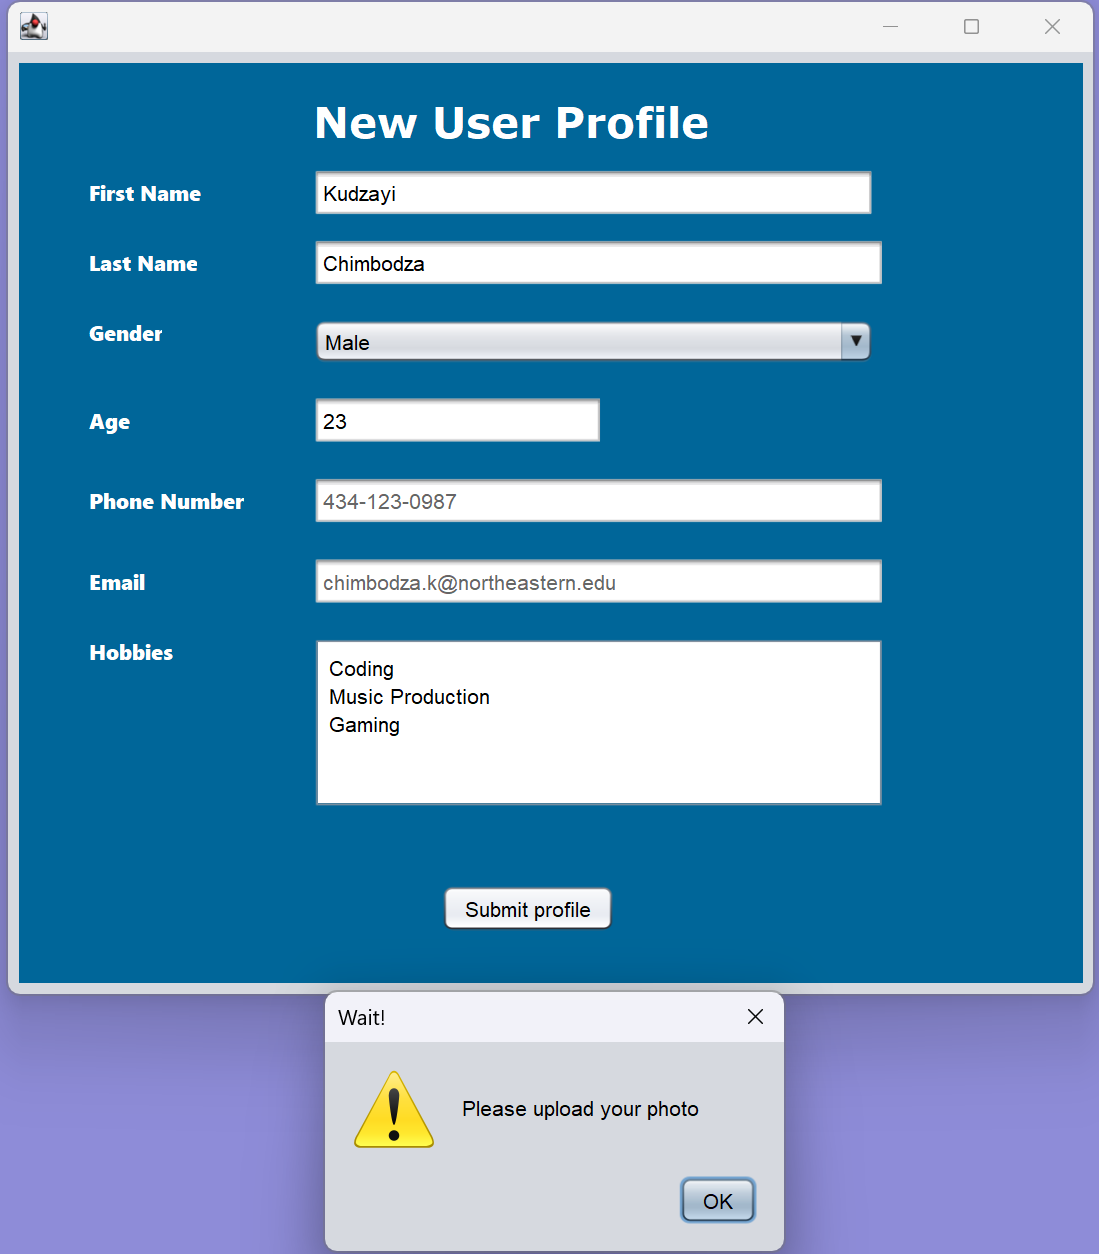 New User Profile
First Name
Kudzayi
Last Name
Chimbodza
Gender
Male
Age
23
Phone Number
434-123-0987
Email
chimbodza.k@northeastern.edu
Hobbies
Coding
Music Production
Gaming
Submit profile
Wait!
Please upload your photo
OK